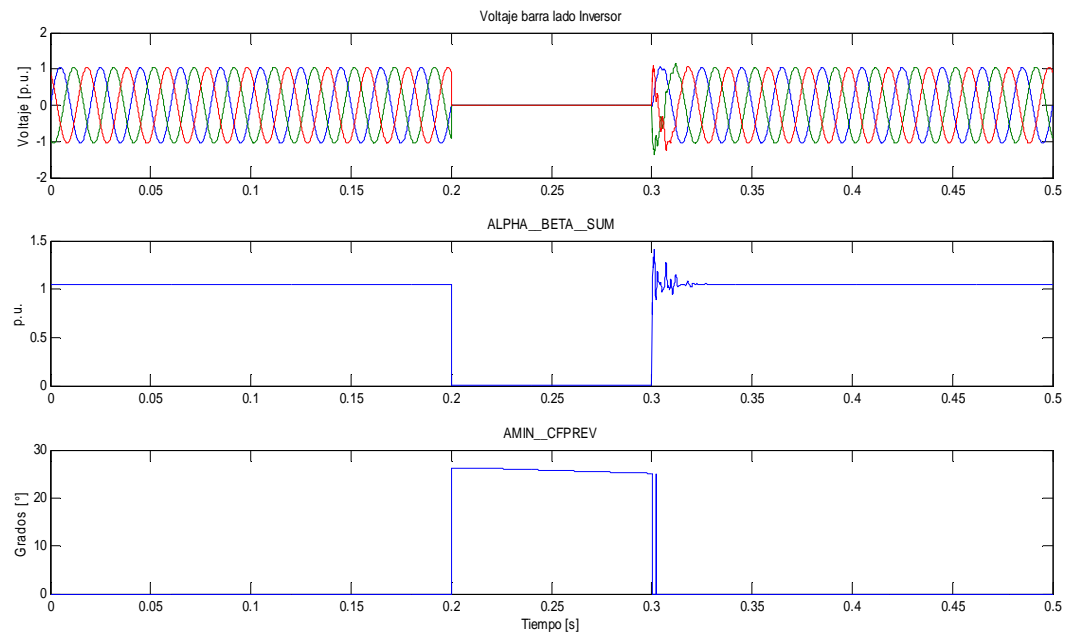 Voltaje barra lado Inversor
Voltaje [p.u.]
2
1
0
-1
-2
0 0.05 0.1 0.15 0.2 0.25 0.3 0.35 0.4 0.45 0.5
ALPHA__BETA__SUM
p.u.
1.5
1
0.5
0
0 0.05 0.1 0.15 0.2 0.25 0.3 0.35 0.4 0.45 0.5
AMIN__CFPREV
Grados [°]
30
20
10
0
0 0.05 0.1 0.15 0.2 0.25 0.3 0.35 0.4 0.45 0.5
Tiempo [s]